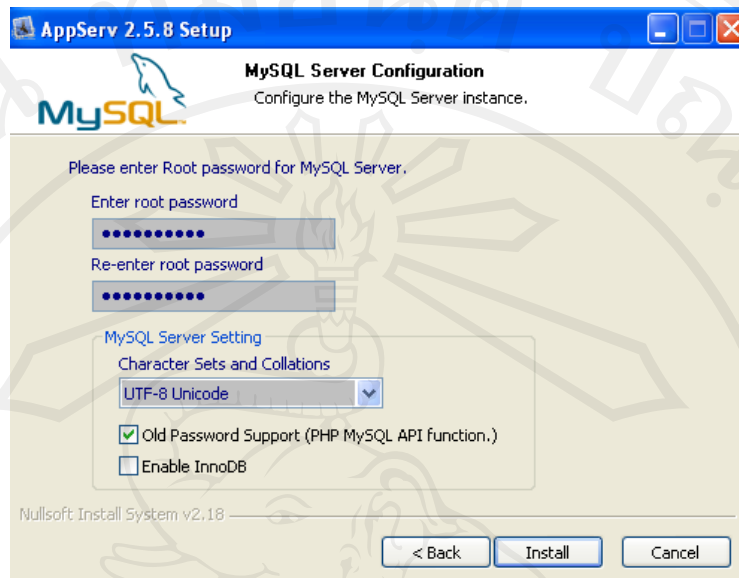 AppServ 2.5.8 Setup
MySQL Server Configuration
Configure the MySQL Server instance.
MySQL
Please enter Root password for MySQL Server.
Enter root password
••••••••••
Re-enter root password
••••••••••
MySQL Server Setting
Character Sets and Collations
UTF-8 Unicode
Old Password Support (PHP MySQL API function.)
Enable InnoDB
Nullsoft Install System v2.18
< Back Install Cancel